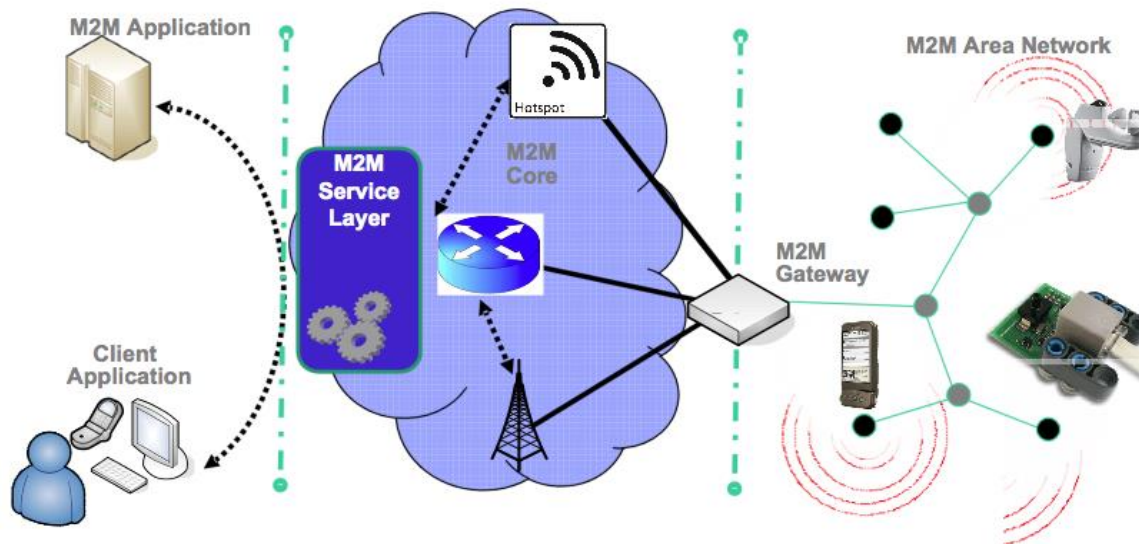 M2M Application
Hotspot
M2M Area Network
M2M
Service
Layer
M2M
Core
M2M
Gateway
Client
Application